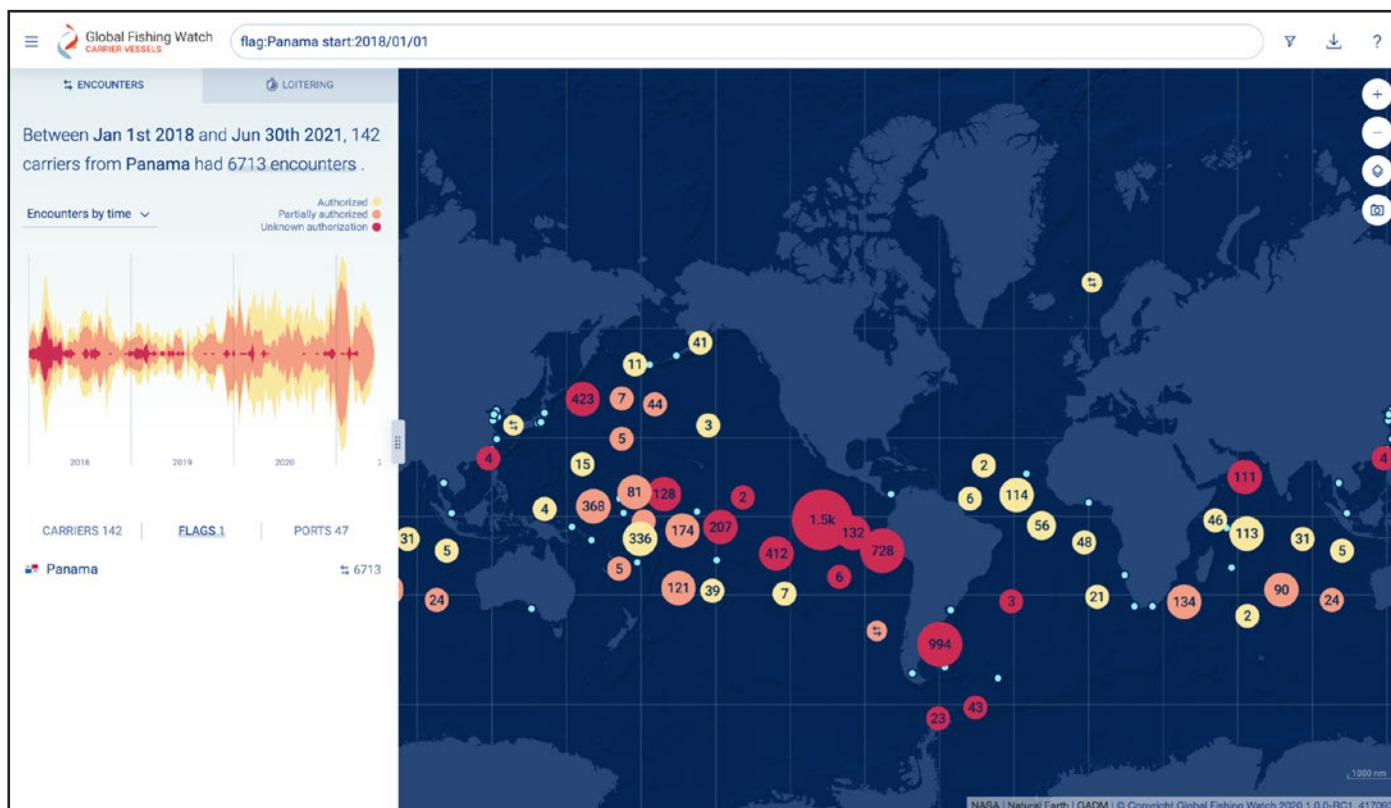 Global Fishing Watch
CARRIER VESSELS
flag:Panama start:2018/01/01
?
ENCOUNTERS
LOITERING
Between Jan 1st 2018 and Jun 30th 2021, 142
carriers from Panama had 6713 encounters .
Encounters by time
Authorized
Partially authorized
Unknown authorization
2018
2019
2020
CARRIERS 142
FLAGS 1
PORTS 47
Panama
6713
41
11
423
7
44
3
5
4
15
4
2
81
128
2
111
368
6
114
4
1.5k
46
174
207
132
56
113
31
336
48
31
5
412
728
5
5
6
121
39
7
21
90
24
3
134
24
2
994
43
23
1000 nm
NASA | Natural Earth | GADM | © Copyright Global Fishing Watch 2020